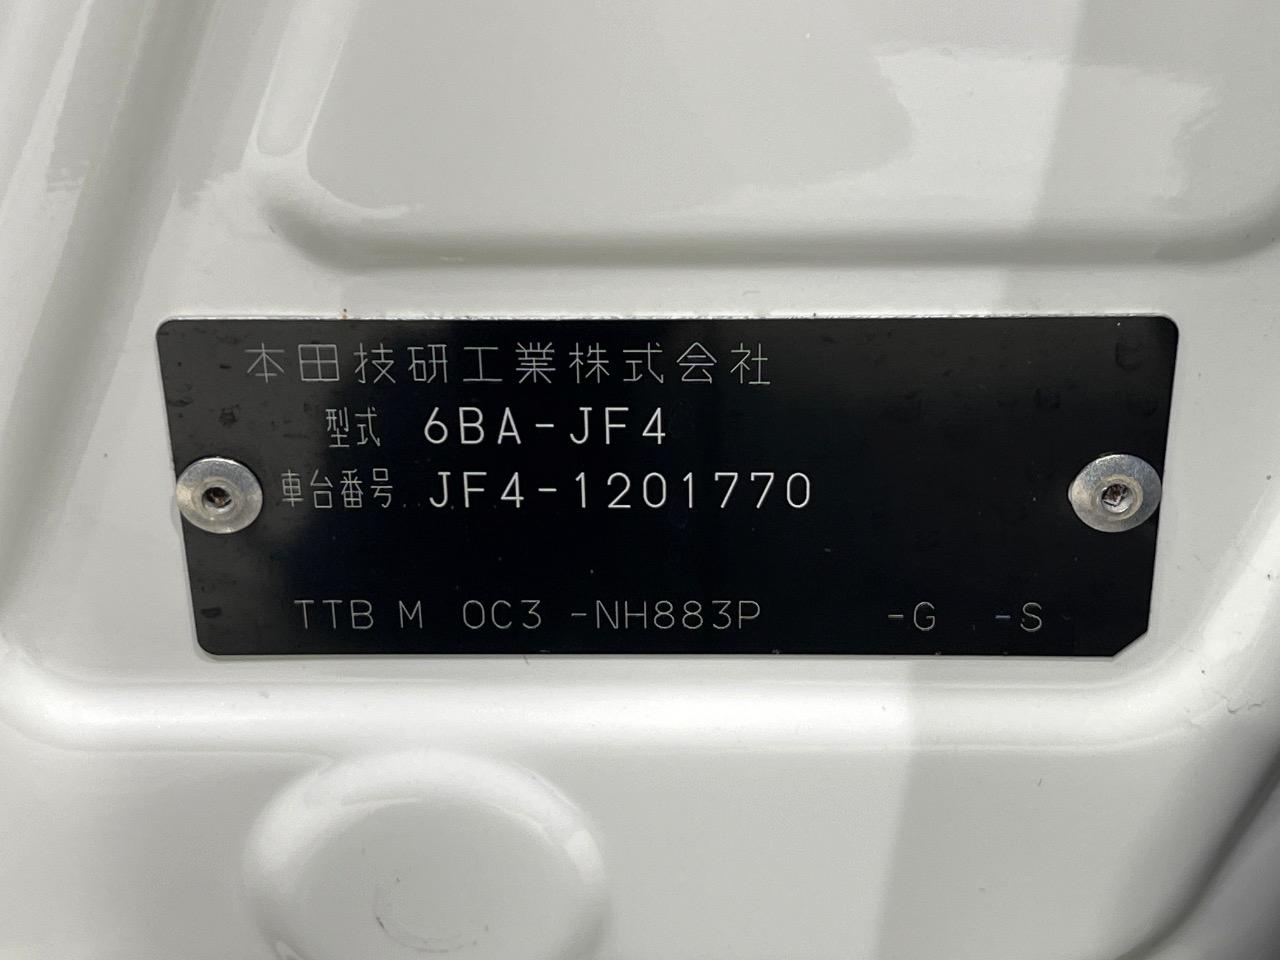 本田技研工業株式会社
型式 6BA-JF4
車台番号 JF4-1201770
TTB M 0C3 -NH883P -G -S